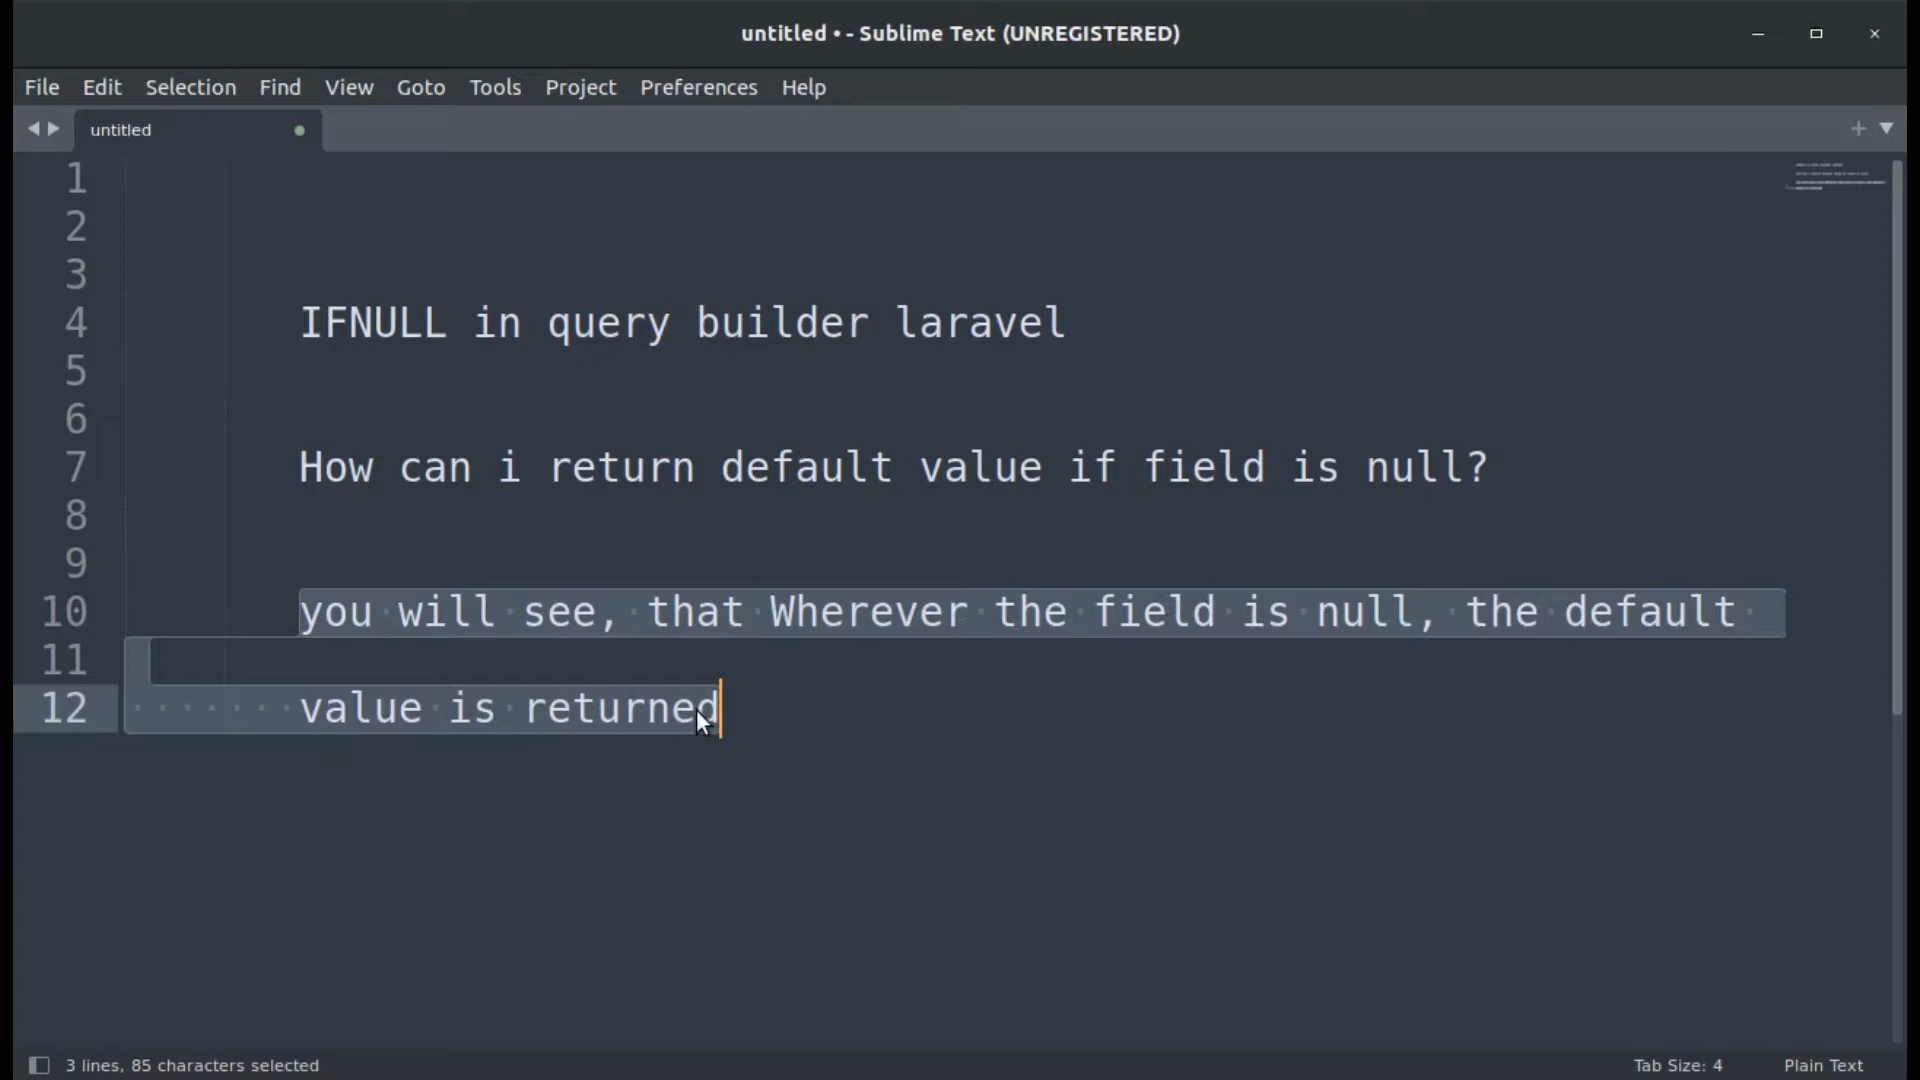 untitled • - Sublime Text (UNREGISTERED)
File Edit Selection Find View Goto Tools Project Preferences Help
untitled
1
2
3
4 IFNULL in query builder laravel
5
6
7 How can i return default value if field is null?
8
9
10 you will see, that Wherever the field is null, the default
11
12 value is returned
3 lines, 85 characters selected Tab Size: 4 Plain Text